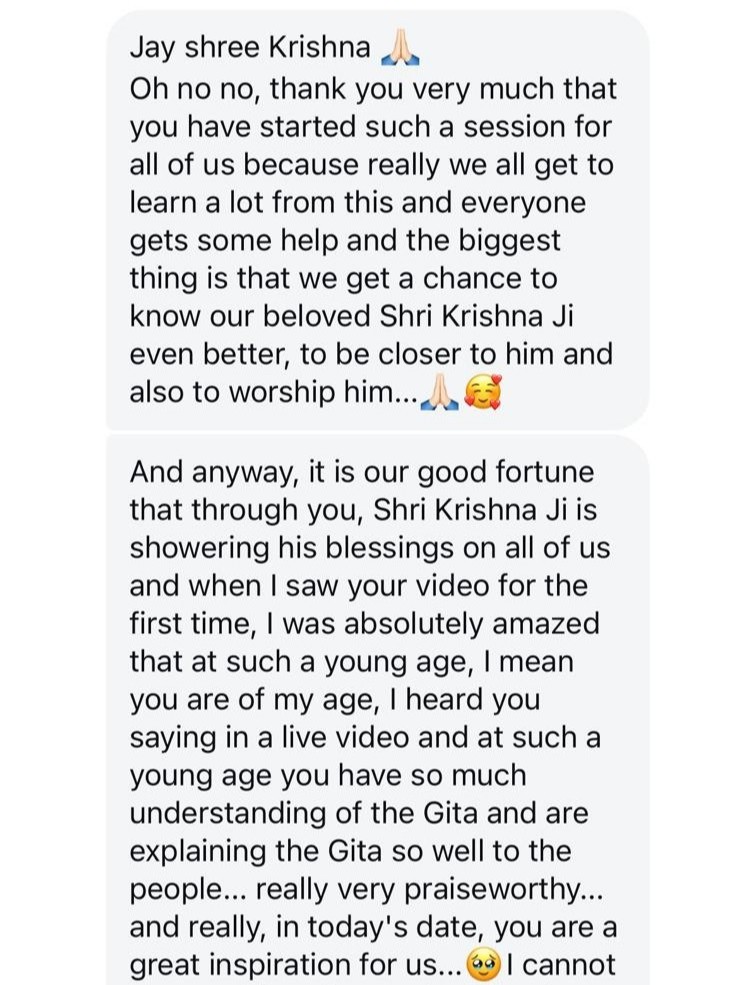 Jay shree Krishna 🙏🏻
Oh no no, thank you very much that
you have started such a session for
all of us because really we all get to
learn a lot from this and everyone
gets some help and the biggest
thing is that we get a chance to
know our beloved Shri Krishna Ji
even better, to be closer to him and
also to worship him...🙏🏻🥰
And anyway, it is our good fortune
that through you, Shri Krishna Ji is
showering his blessings on all of us
and when I saw your video for the
first time, I was absolutely amazed
that at such a young age, I mean
you are of my age, I heard you
saying in a live video and at such a
young age you have so much
understanding of the Gita and are
explaining the Gita so well to the
people... really very praiseworthy...
and really, in today's date, you are a
great inspiration for us...🥹I cannot